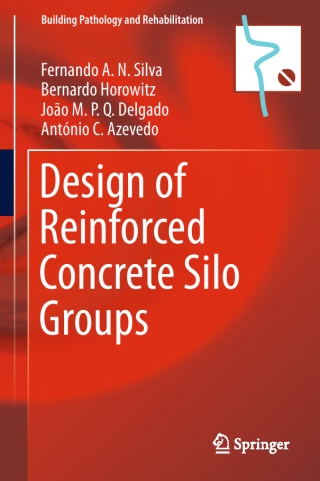 Building Pathology and Rehabilitation
Fernando A. N. Silva
Bernardo Horowitz
João M. P. Q. Delgado
António C. Azevedo
Design of
Reinforced
Concrete Silo
Groups
Springer